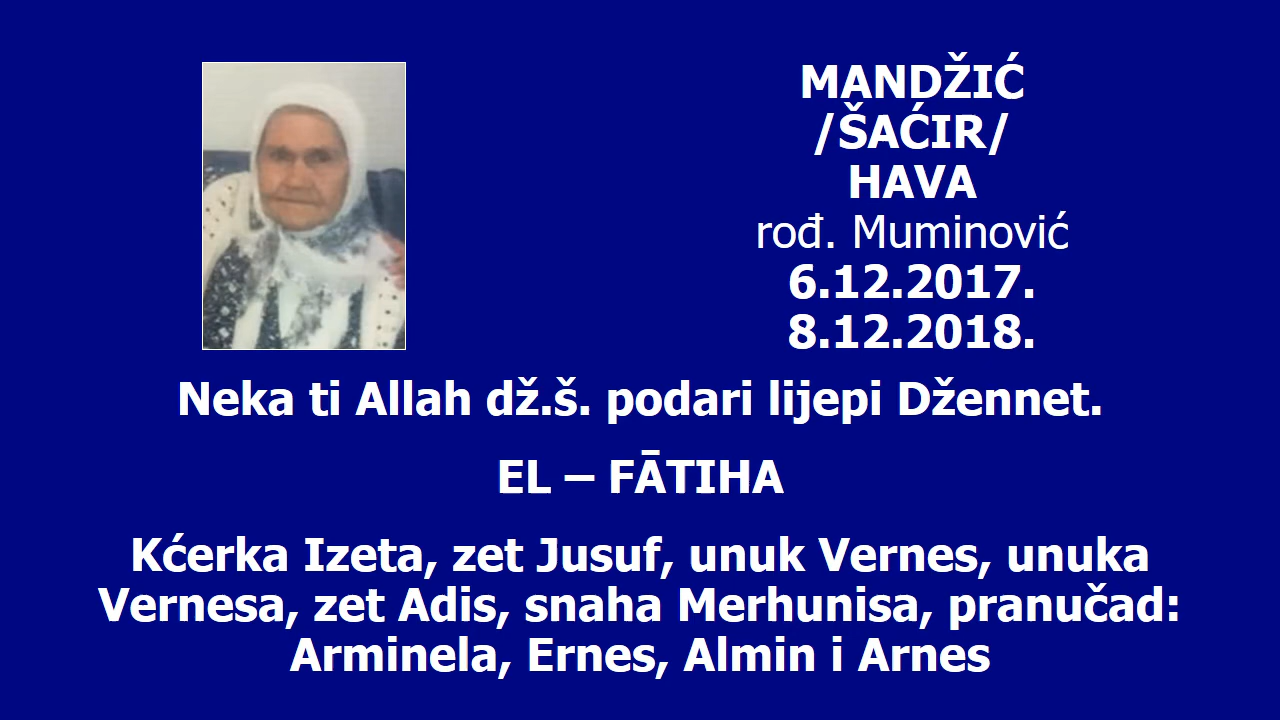 MANDŽIĆ
/ŠAĆIR/
HAVA
rođ. Muminović
6.12.2017.
8.12.2018.
Neka ti Allah dž.š. podari lijepi Džennet.
EL – FĀTIHA
Kćerka Izeta, zet Jusuf, unuk Vernes, unuka
Vernesa, zet Adis, snaha Merhunisa, pranučad:
Arminela, Ernes, Almin i Arnes